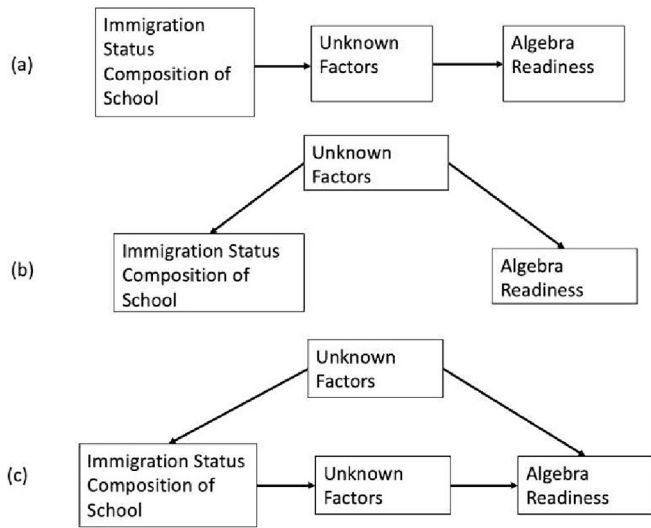 (a)
Immigration
Status
Composition of
School
Unknown
Factors
Algebra
Readiness
Unknown
Factors
(b)
Immigration Status
Composition of
School
Algebra
Readiness
Unknown
Factors
(c)
Immigration Status
Composition of
School
Unknown
Factors
Algebra
Readiness